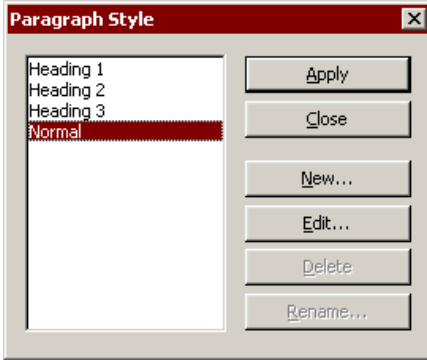 Paragraph Style
Heading 1
Heading 2
Heading 3
Normal
Apply
Close
New...
Edit...
Delete
Rename...